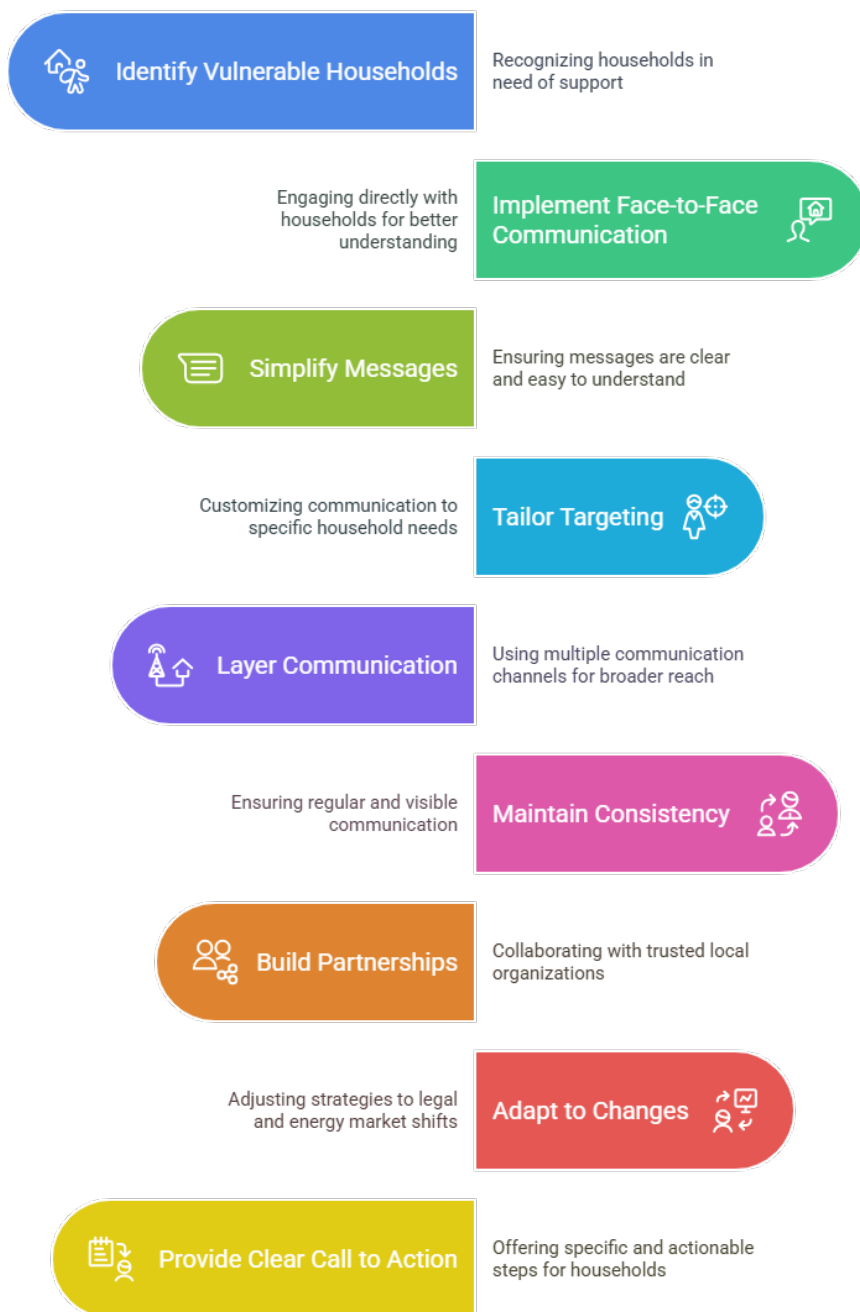 Identify Vulnerable Households
Recognizing households in
need of support
Engaging directly with
households for better
understanding
Implement Face-to-Face
Communication
Simplify Messages
Ensuring messages are clear
and easy to understand
Customizing communication to
specific household needs
Tailor Targeting
Layer Communication
Using multiple communication
channels for broader reach
Ensuring regular and visible
communication
Maintain Consistency
Build Partnerships
Collaborating with trusted local
organizations
Adjusting strategies to legal
and energy market shifts
Adapt to Changes
Provide Clear Call to Action
Offering specific and actionable
steps for households